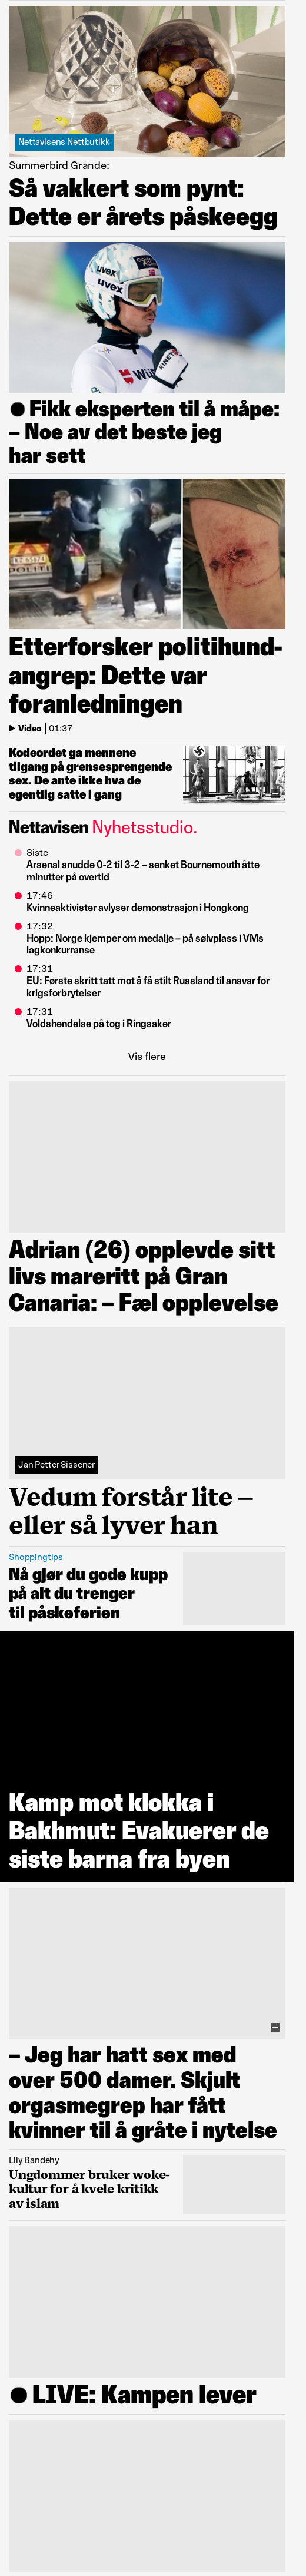 Nettavisens Nettbutikk
Summerbird Grande:
Så vakkert som pynt:
Dette er årets påskeegg
Fikk eksperten til å måpe:
– Noe av det beste jeg
har sett
Etterforsker politihund-
angrep: Dette var
foranledningen
Video 01:37
Kodeordet ga mennene
tilgang på grensesprengende
sex. De ante ikke hva de
egentlig satte i gang
Nettavisen Nyhetsstudio.
Siste
Arsenal snudde 0-2 til 3-2 – senket Bournemouth åtte
minutter på overtid
17:46
Kvinneaktivister avlyser demonstrasjon i Hongkong
17:32
Hopp: Norge kjemper om medalje – på sølvplass i VMs
lagkonkurranse
17:31
EU: Første skritt tatt mot å få stilt Russland til ansvar for
krigsforbrytelser
17:31
Voldshendelse på tog i Ringsaker
Vis flere
Adrian (26) opplevde sitt
livs mareritt på Gran
Canaria: – Fæl opplevelse
Jan Petter Sissener
Vedum forstår lite –
eller så lyver han
Shoppingtips
Nå gjør du gode kupp
på alt du trenger
til påskeferien
Kamp mot klokka i
Bakhmut: Evakuerer de
siste barna fra byen
– Jeg har hatt sex med
over 500 damer. Skjult
orgasmegrep har fått
kvinner til å gråte i nytelse
Lily Bandehy
Ungdommer bruker woke-
kultur for å kvele kritikk
av islam
LIVE: Kampen lever